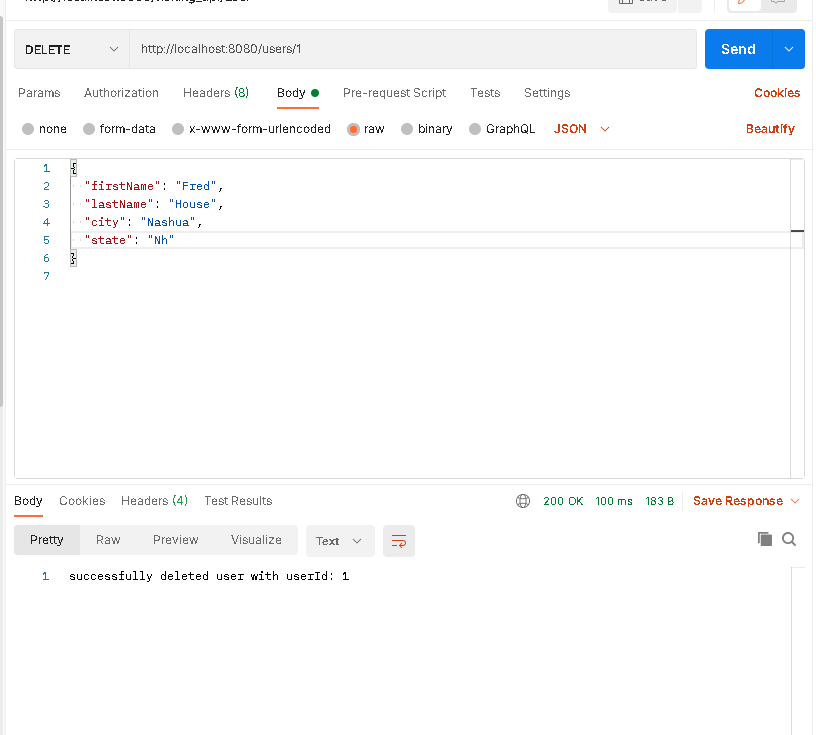 Save
DELETE http://localhost:8080/users/1 Send
Params Authorization Headers (8) Body Pre-request Script Tests Settings Cookies
none form-data x-www-form-urlencoded raw binary GraphQL JSON Beautify
1 {
2 "firstName": "Fred",
3 "lastName": "House",
4 "city": "Nashua",
5 "state": "Nh"
6 }
7
Body Cookies Headers (4) Test Results 200 OK 100 ms 183 B Save Response
Pretty Raw Preview Visualize Text
1 successfully deleted user with userId: 1